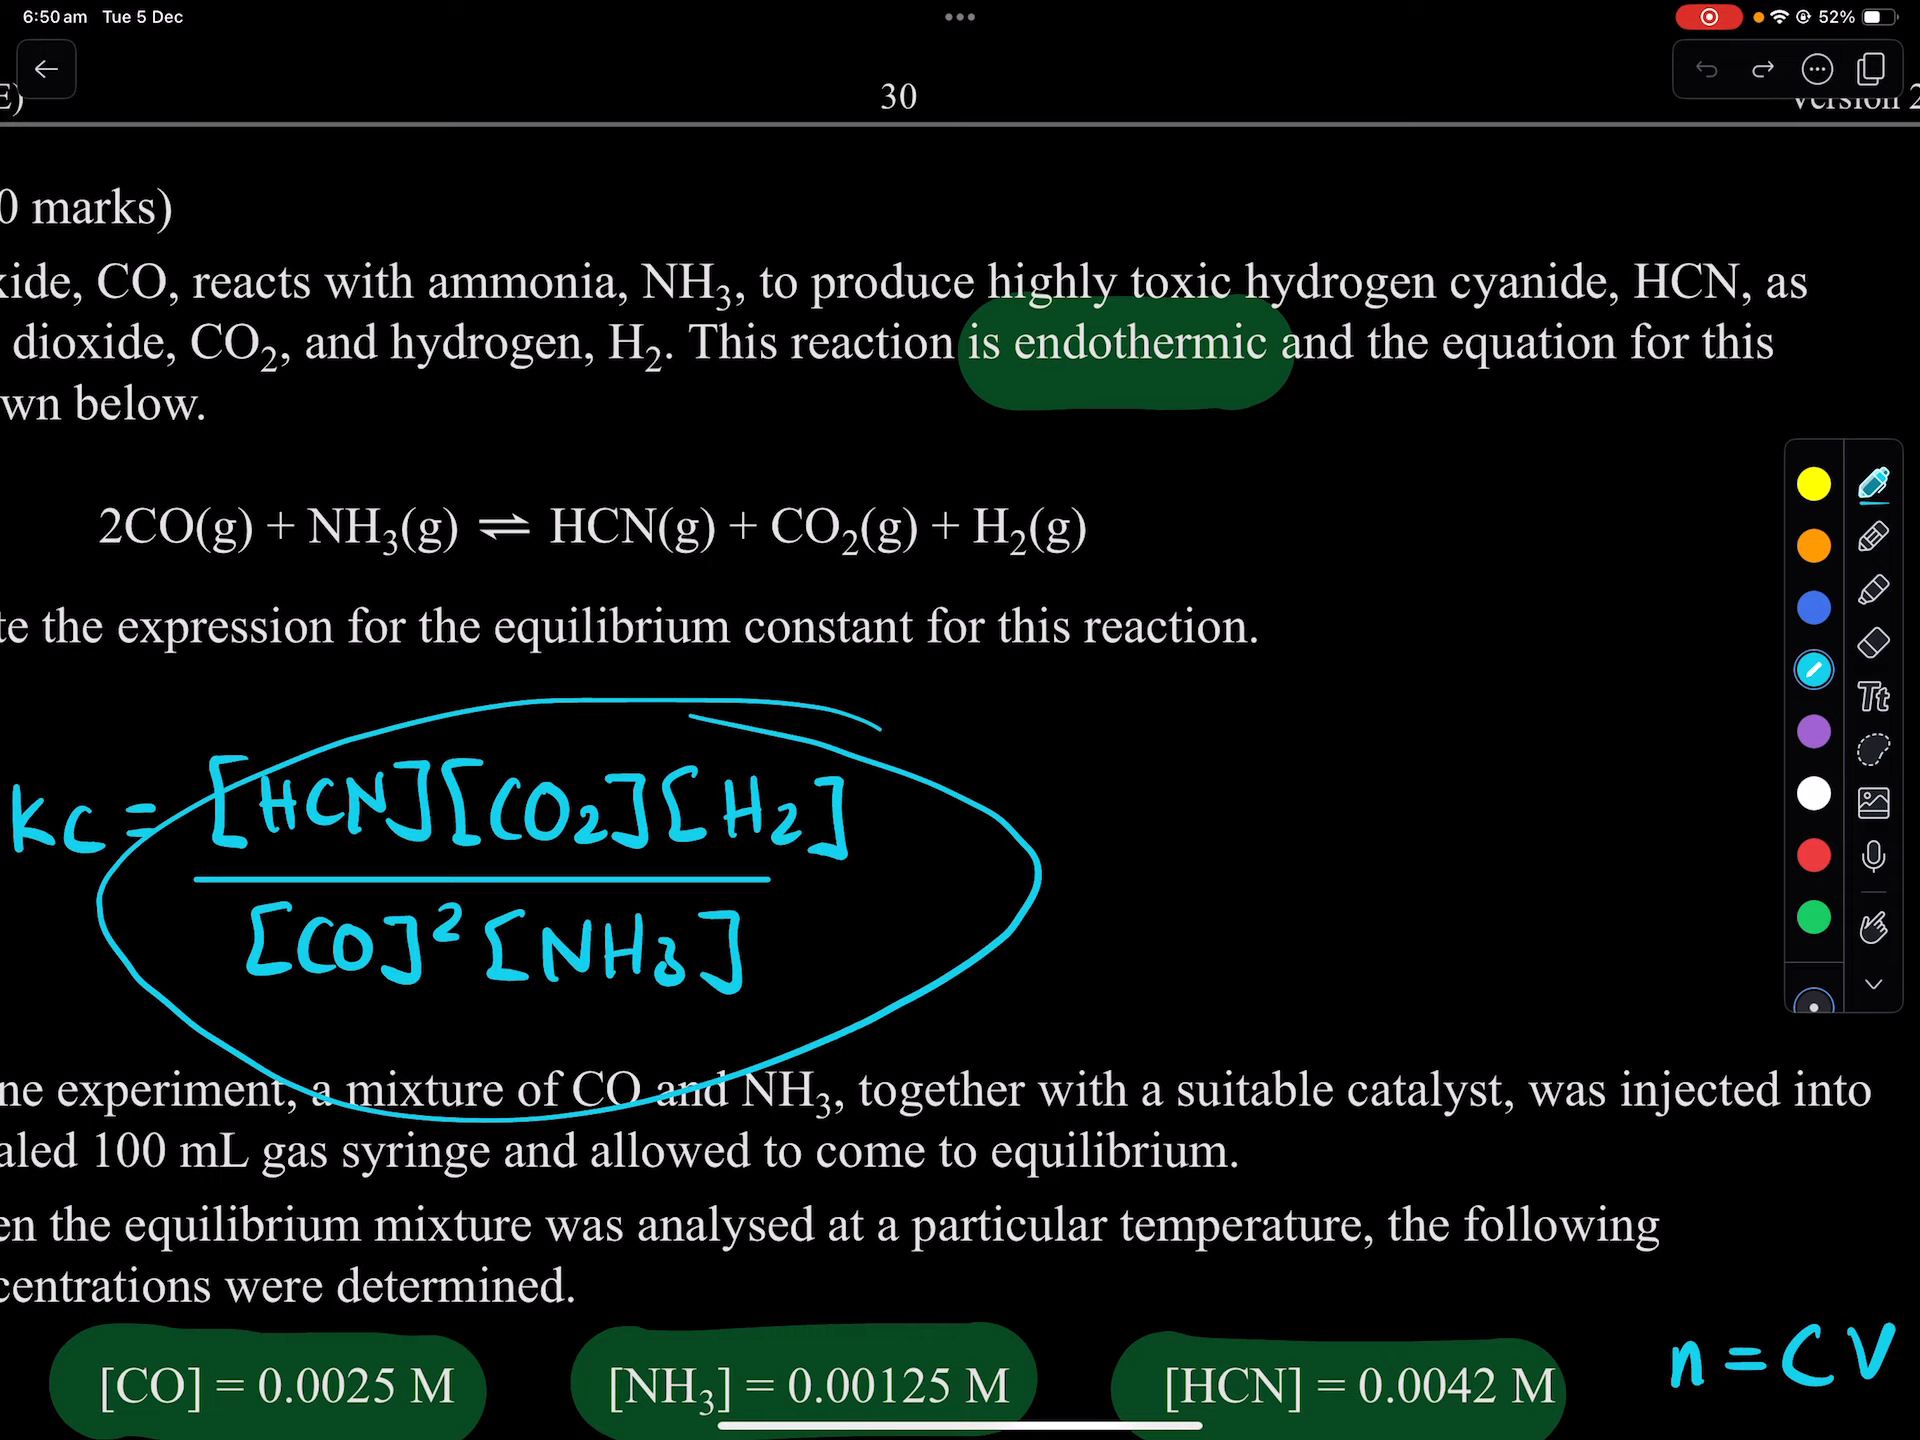 6:50 am Tue 5 Dec
52%
E)
30
version 2
0 marks)
xide, CO, reacts with ammonia, NH₃, to produce highly toxic hydrogen cyanide, HCN, as
dioxide, CO₂, and hydrogen, H₂. This reaction is endothermic and the equation for this
wn below.
2CO(g) + NH₃(g) ⇌ HCN(g) + CO₂(g) + H₂(g)
te the expression for the equilibrium constant for this reaction.
KC = [HCN][CO₂][H₂]
[CO]² [NH₃]
ne experiment, a mixture of CO and NH₃, together with a suitable catalyst, was injected into
aled 100 mL gas syringe and allowed to come to equilibrium.
en the equilibrium mixture was analysed at a particular temperature, the following
centrations were determined.
[CO] = 0.0025 M [NH₃] = 0.00125 M [HCN] = 0.0042 M n = CV
Tt